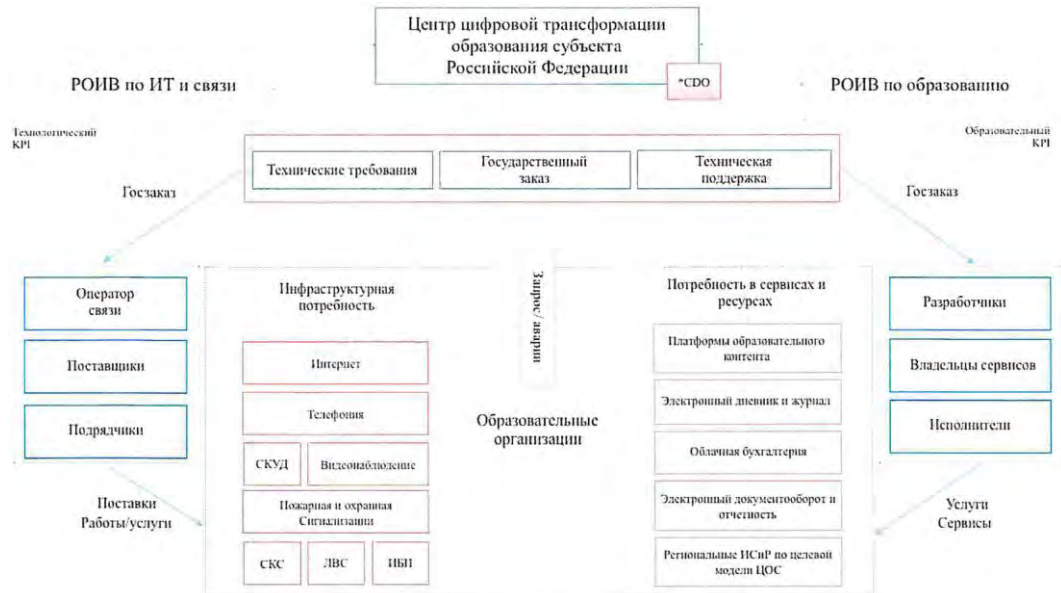 Центр цифровой трансформации
образования субъекта
Российской Федерации
*CDO
РОИВ по ИТ и связи
РОИВ по образованию
Технологический
KPI
Образовательный
KPI
Технические требования
Государственный
заказ
Техническая
поддержка
Госзаказ
Госзаказ
Оператор
связи
Поставщики
Подрядчики
Поставки
Работы/услуги
Инфраструктурная
потребность
Интернет
Телефония
СКУД
Видеонаблюдение
Пожарная и охранная
Сигнализации
СКС
ЛВС
ИБП
Запрос/ аварии
Образовательные
организации
Потребность в сервисах и
ресурсах
Платформы образовательного
контента
Электронный дневник и журнал
Облачная бухгалтерия
Электронный документооборот и
отчетность
Региональные ИСиР по целевой
модели ЦОС
Разработчики
Владельцы сервисов
Исполнители
Услуги
Сервисы